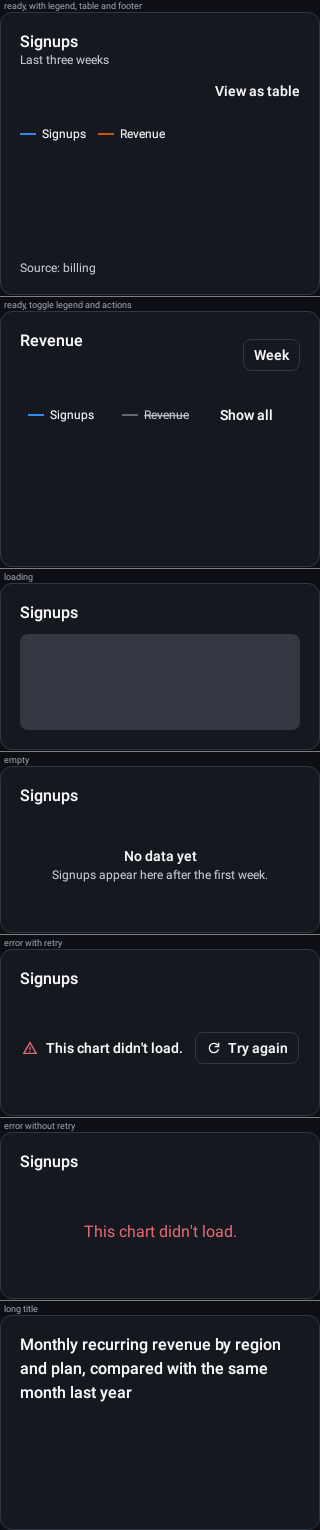 ready, with legend, table and footer
Signups
Last three weeks
View as table
Signups Revenue
Source: billing
ready, toggle legend and actions
Revenue
Week
Signups Revenue Show all
loading
Signups
empty
Signups
No data yet
Signups appear here after the first week.
error with retry
Signups
This chart didn't load. Try again
error without retry
Signups
This chart didn't load.
long title
Monthly recurring revenue by region
and plan, compared with the same
month last year